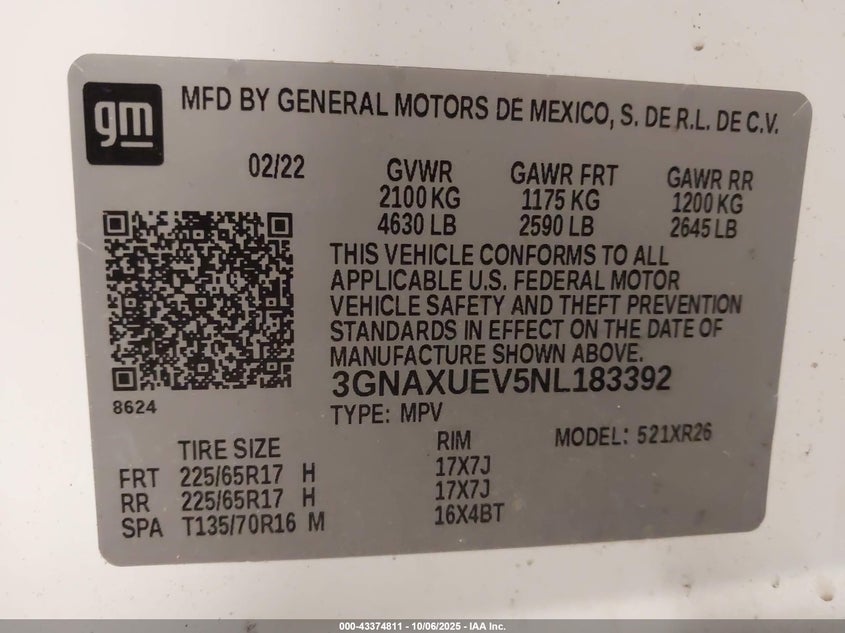 gm
MFD BY GENERAL MOTORS DE MEXICO, S. DE R.L. DE C.V.
02/22
GVWR GAWR FRT GAWR RR
2100 KG 1175 KG 1200 KG
4630 LB 2590 LB 2645 LB
THIS VEHICLE CONFORMS TO ALL
APPLICABLE U.S. FEDERAL MOTOR
VEHICLE SAFETY AND THEFT PREVENTION
STANDARDS IN EFFECT ON THE DATE OF
MANUFACTURE SHOWN ABOVE.
3GNAXUEV5NL183392
8624
TYPE: MPV MODEL: 521XR26
TIRE SIZE RIM
FRT 225/65R17 H 17X7J
RR 225/65R17 H 17X7J
SPA T135/70R16 M 16X4BT
000-43374811 - 10/06/2025 - IAA Inc.